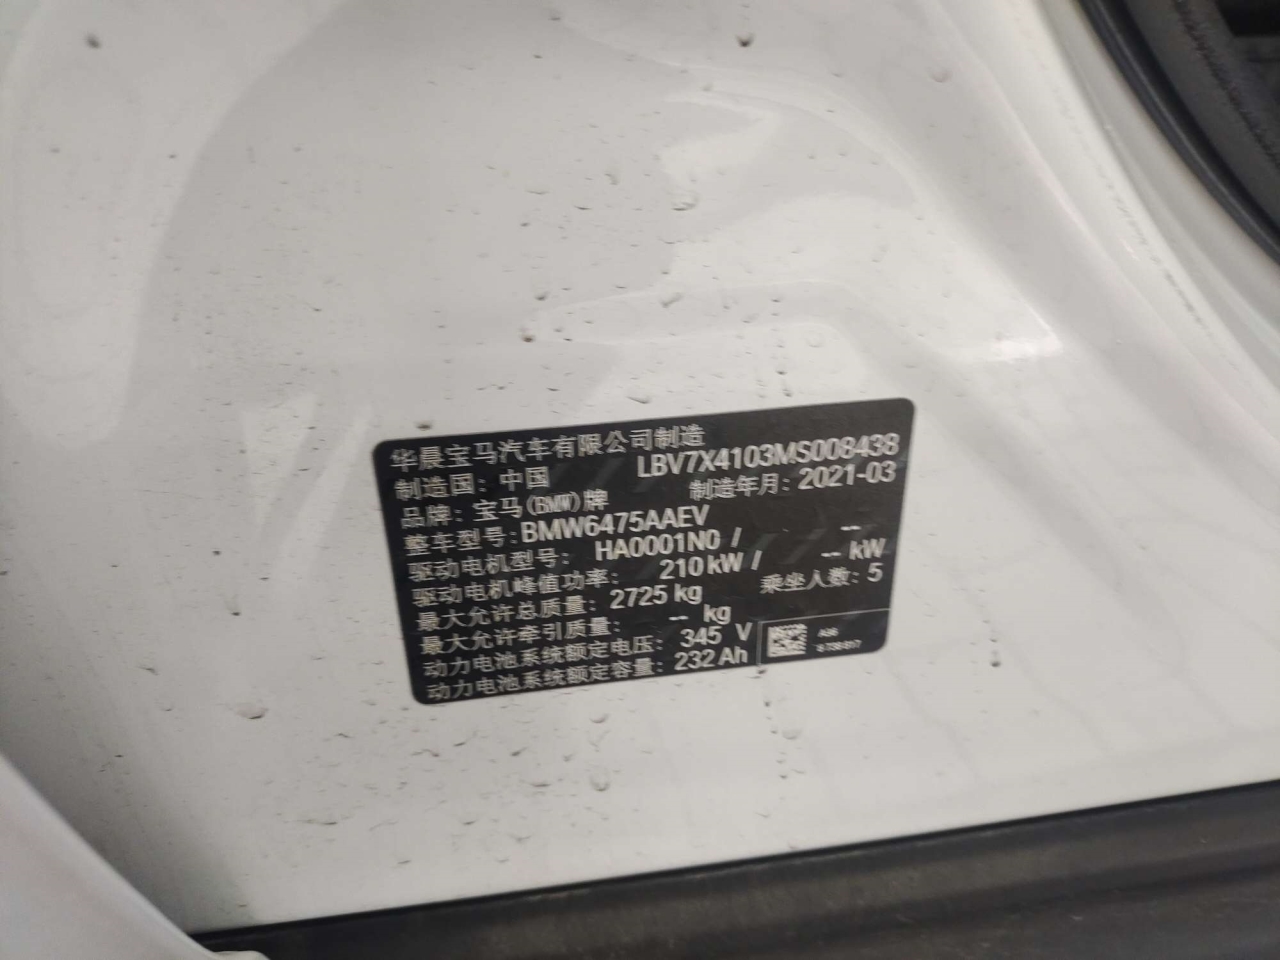 华晨宝马汽车有限公司制造
LBV7X4103MS008438
制造国：中国 制造年月：2021-03
品牌：宝马(BMW)牌
整车型号：BMW6475AAEV
驱动电机型号： HA0001N0 / --
驱动电机峰值功率： 210 kW / -- kW
最大允许总质量：2725 kg 乘坐人数：5
最大允许牵引质量： -- kg
动力电池系统额定电压：345 V
动力电池系统额定容量：232 Ah